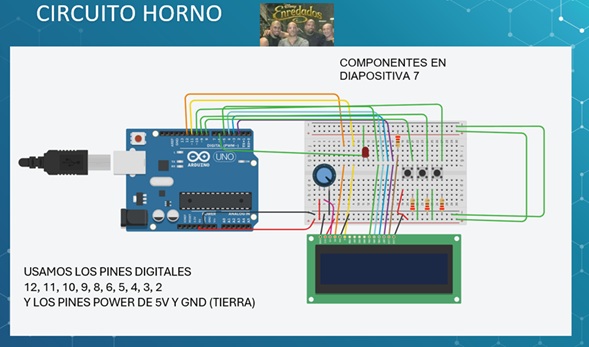 CIRCUITO HORNO
Disney
Enredados
COMPONENTES EN
DIAPOSITIVA 7
UNO
ARDUINO
USAMOS LOS PINES DIGITALES
12, 11, 10, 9, 8, 6, 5, 4, 3, 2
Y LOS PINES POWER DE 5V Y GND (TIERRA)